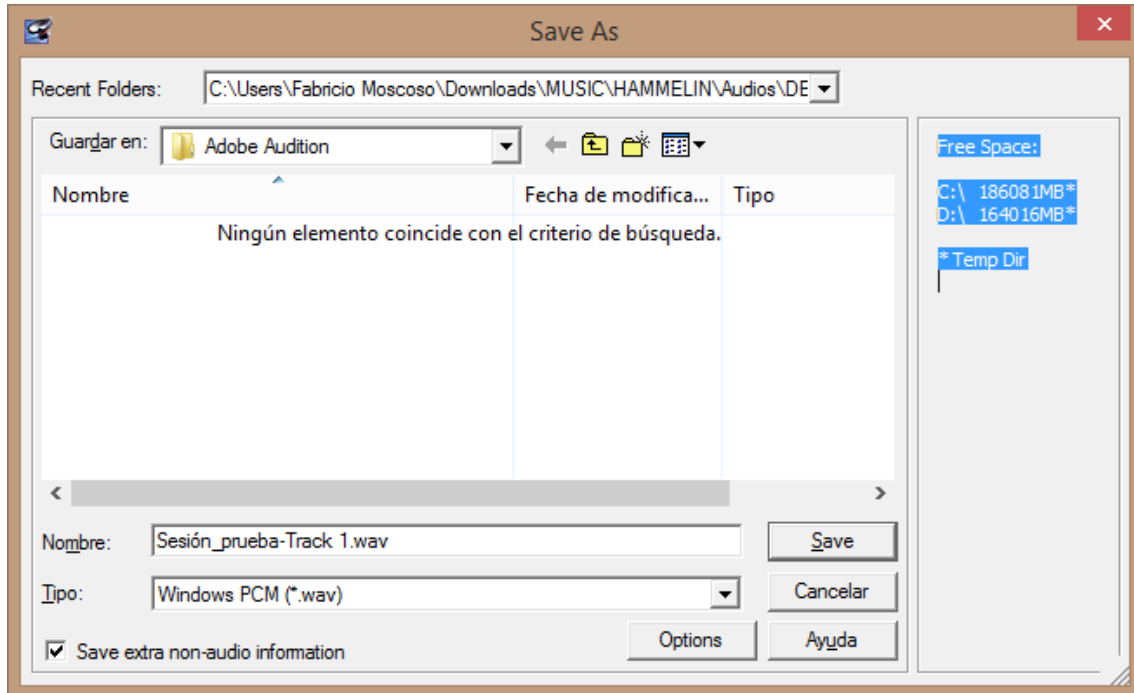 Save As
Recent Folders: C:\Users\Fabricio Moscoso\Downloads\MUSIC\HAMMELIN\Audios\DE
Guardar en: Adobe Audition
Nombre Fecha de modifica... Tipo
Ningún elemento coincide con el criterio de búsqueda.
Nombre: Sesión_prueba-Track 1.wav Save
Tipo: Windows PCM (*.wav) Cancelar
Save extra non-audio information Options Ayuda
Free Space:
C:\ 186081MB*
D:\ 164016MB*
* Temp Dir